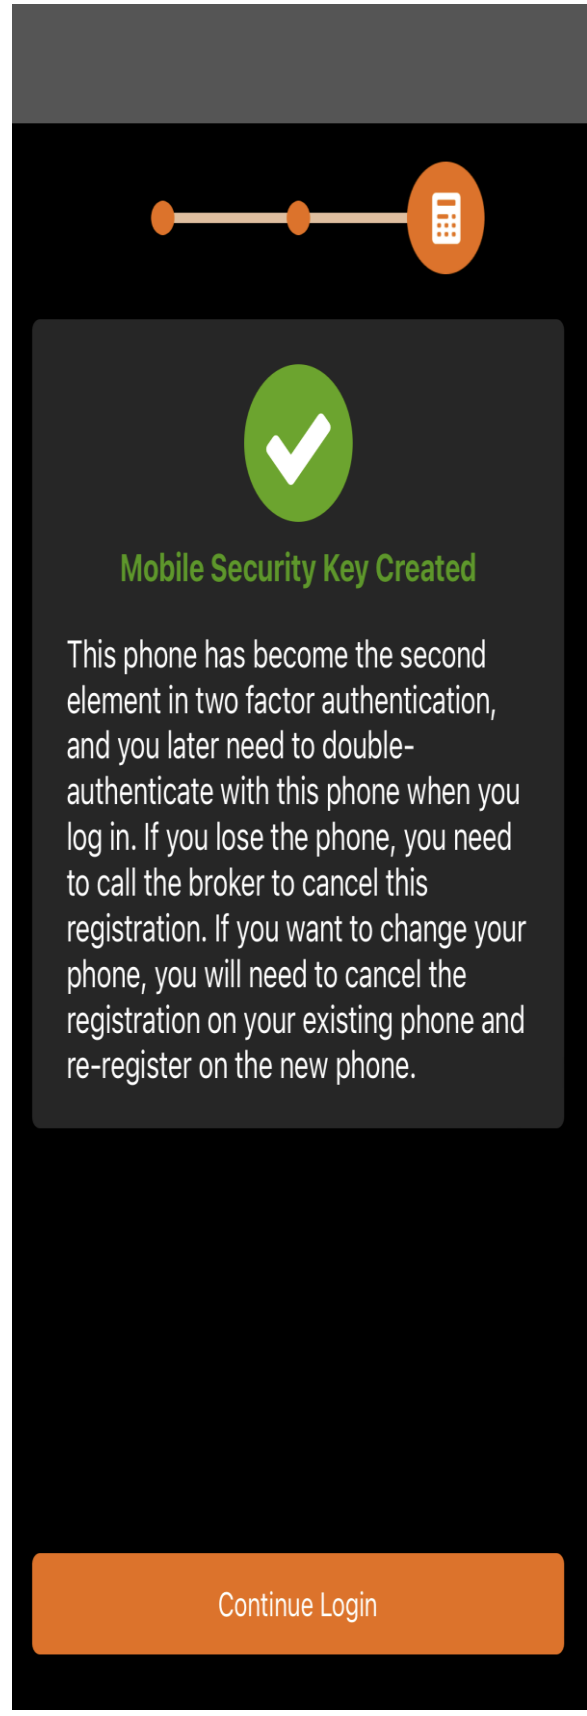 Mobile Security Key Created
This phone has become the second
element in two factor authentication,
and you later need to double-
authenticate with this phone when you
log in. If you lose the phone, you need
to call the broker to cancel this
registration. If you want to change your
phone, you will need to cancel the
registration on your existing phone and
re-register on the new phone.
Continue Login